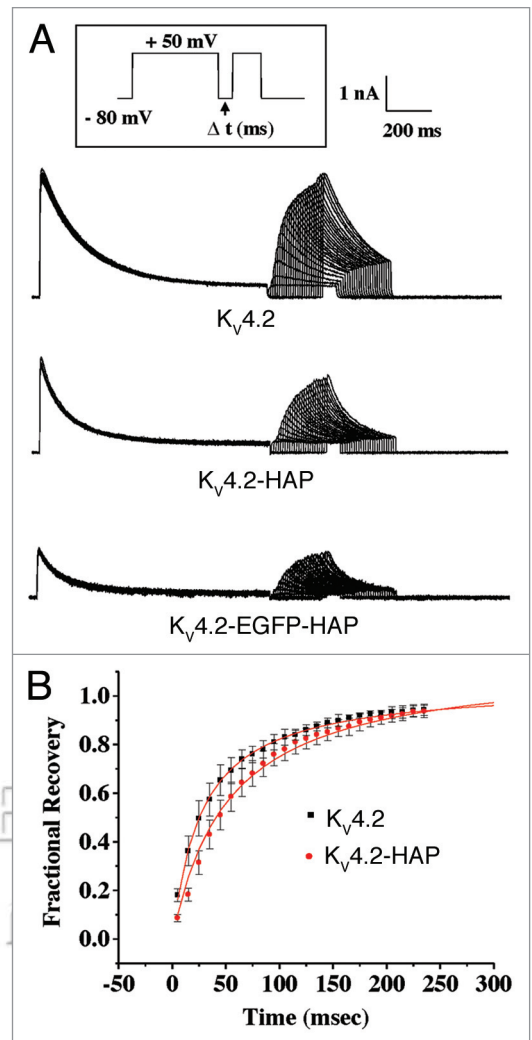 A
+ 50 mV
- 80 mV
Δ t (ms)
1 nA
200 ms
Kv4.2
Kv4.2-HAP
Kv4.2-EGFP-HAP
B
Fractional Recovery
1.0
0.8
0.6
0.4
0.2
0.0
Kv4.2
Kv4.2-HAP
-50 0 50 100 150 200 250 300
Time (msec)